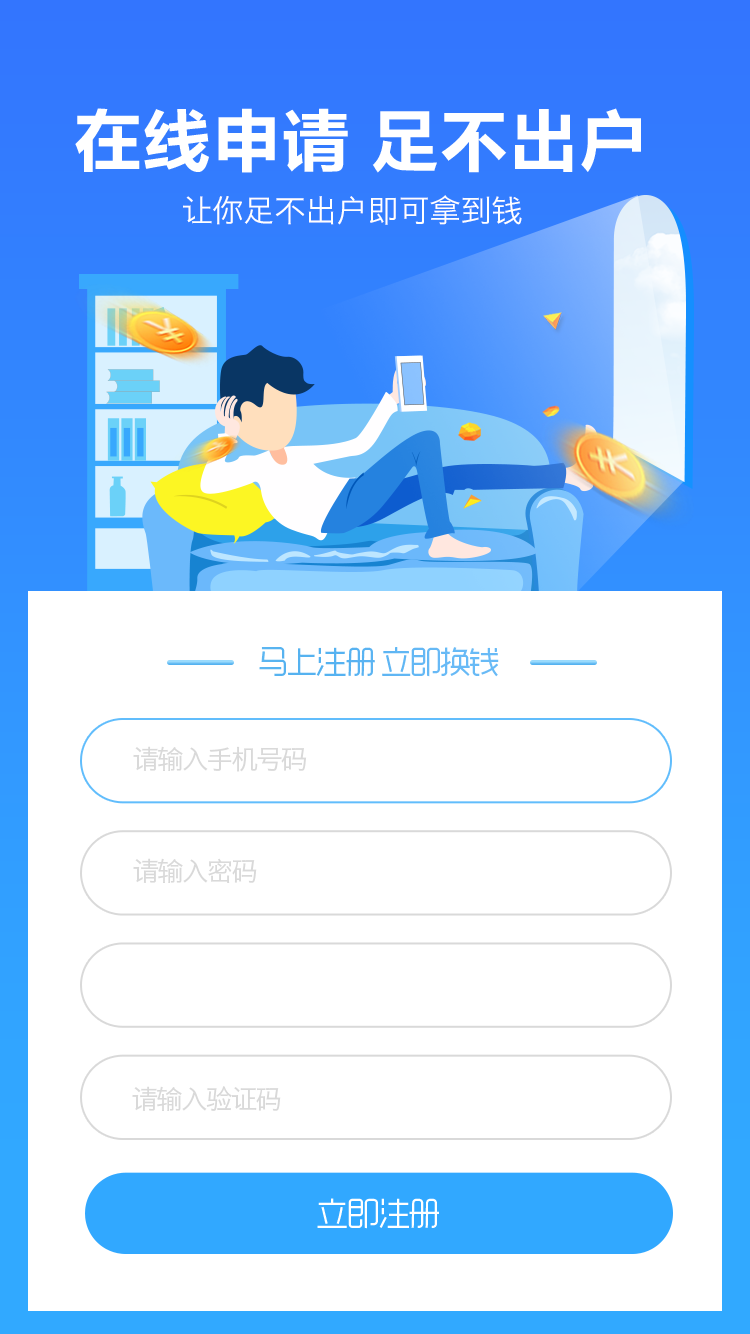 在线申请 足不出户
让你足不出户即可拿到钱
马上注册 立即换钱
请输入手机号码
请输入密码
请输入验证码
立即注册